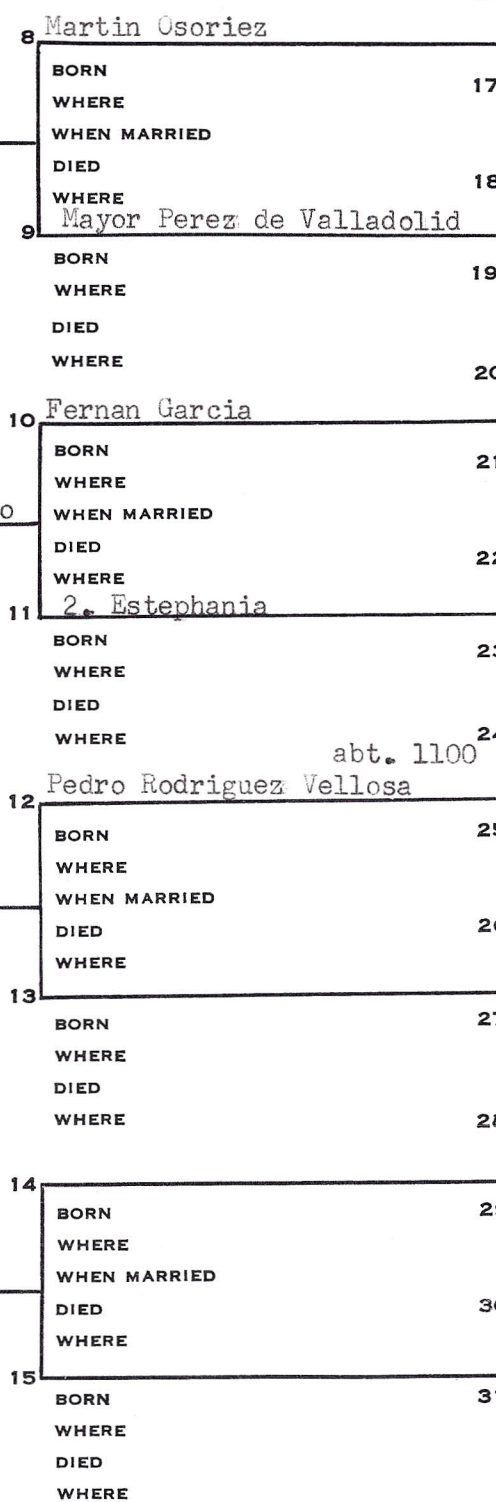 8 Martin Osoriez
BORN
17
WHERE
WHEN MARRIED
DIED
18
WHERE
9 Mayor Perez de Valladolid
BORN
19
WHERE
DIED
WHERE
20
10 Fernan Garcia
BORN
21
WHERE
o
WHEN MARRIED
DIED
22
WHERE
11 2. Estephania
BORN
23
WHERE
DIED
24
WHERE
abt. 1100
12 Pedro Rodriguez Vellosa
BORN
25
WHERE
WHEN MARRIED
DIED
26
WHERE
13
BORN
27
WHERE
DIED
WHERE
28
14
BORN
29
WHERE
WHEN MARRIED
DIED
30
WHERE
15
BORN
31
WHERE
DIED
WHERE